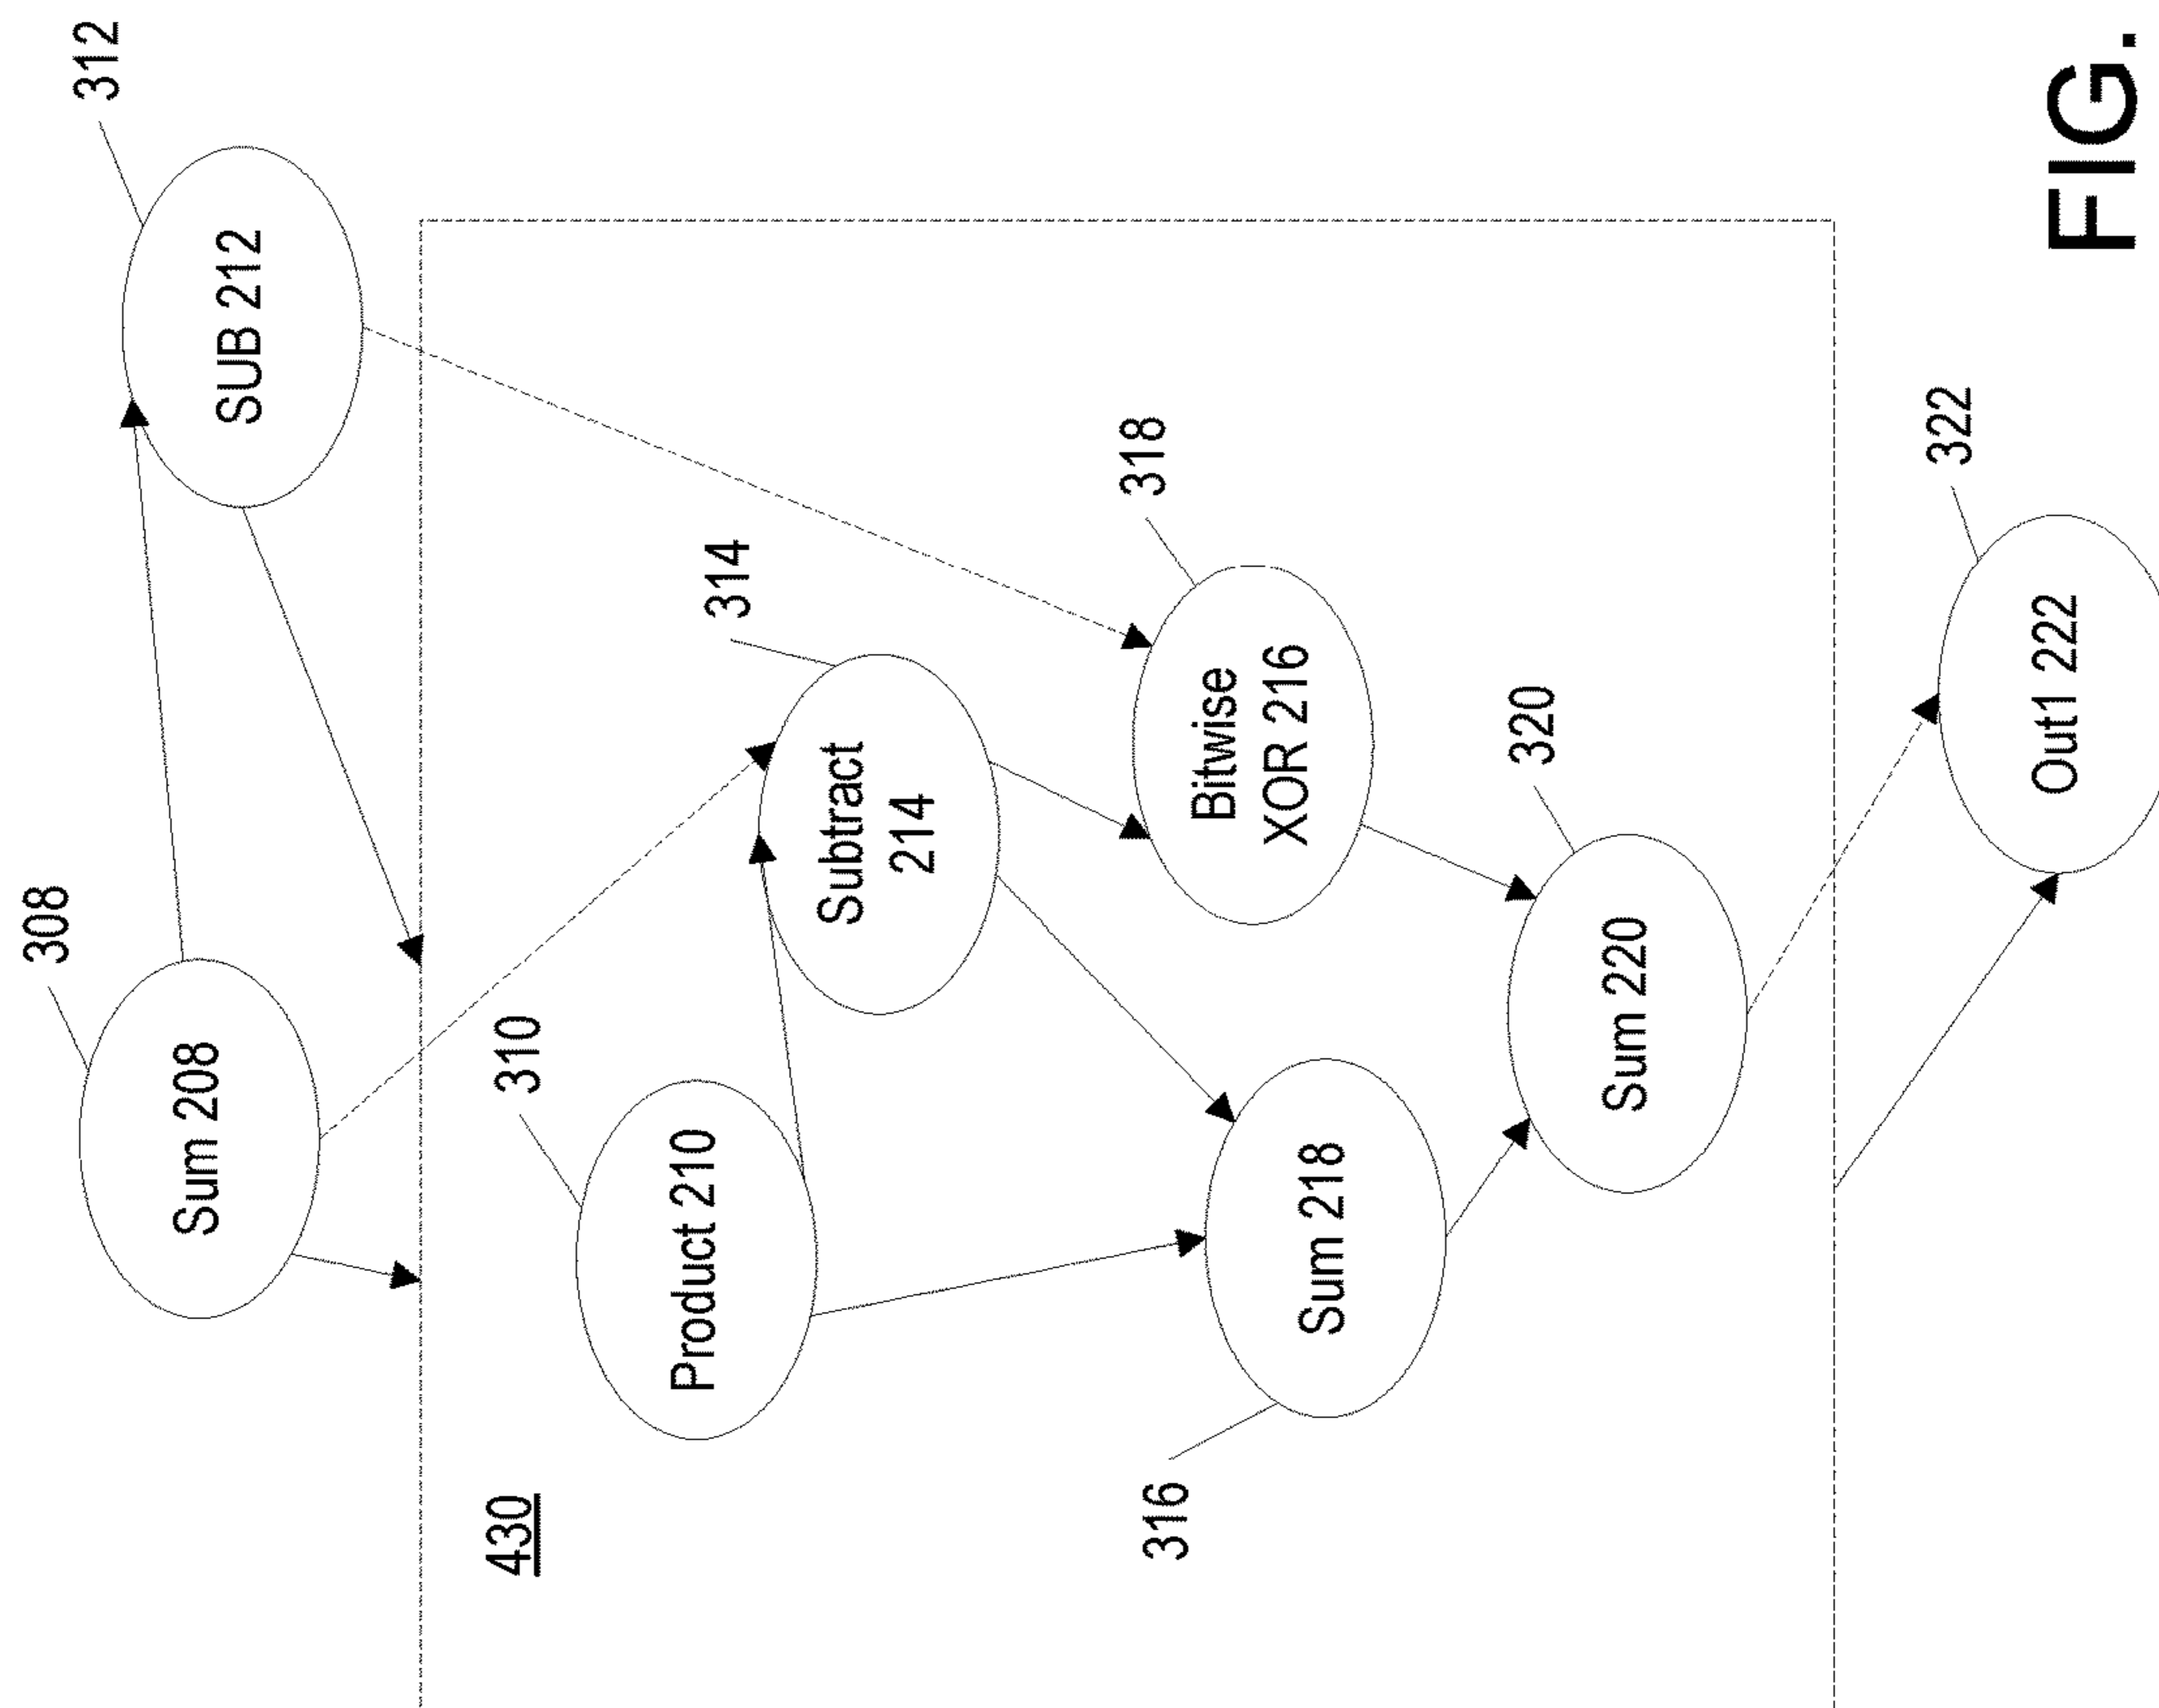 308
Sum 208
312
SUB 212
430
310
Product 210
314
Subtract
214
318
Bitwise
XOR 216
316
Sum 218
320
Sum 220
322
Out1 222
FIG.